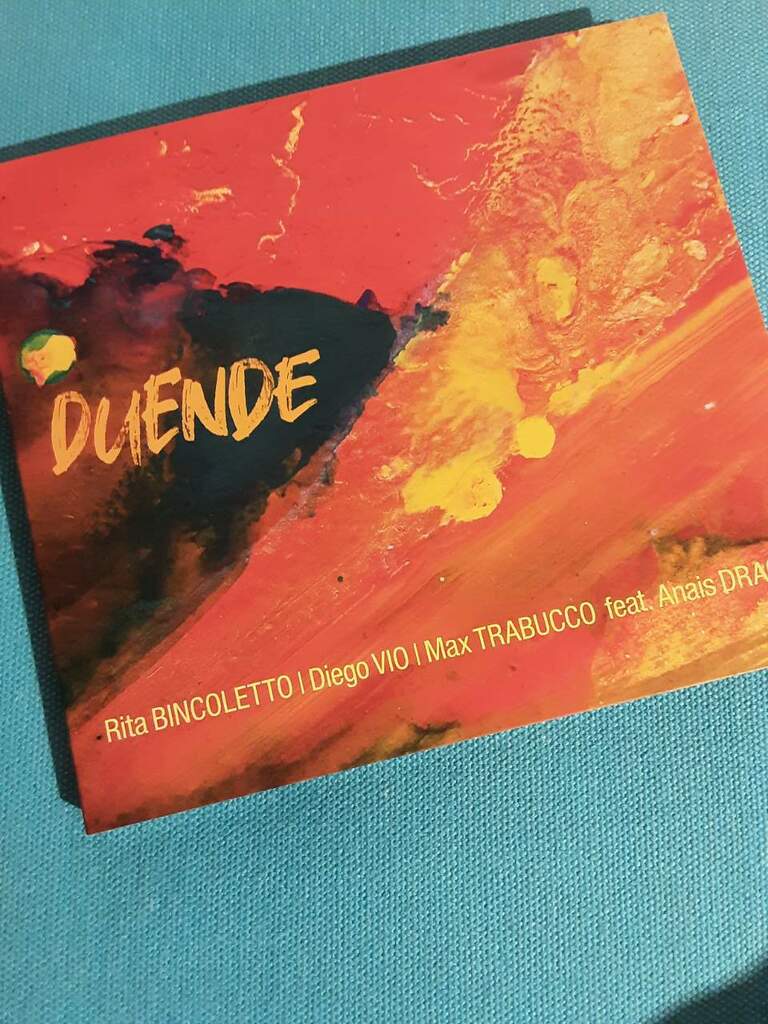 DUENDE
Rita BINCOLETTO | Diego VIO | Max TRABUCCO feat. Anais